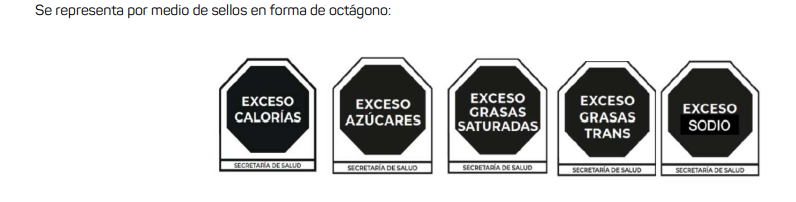 Se representa por medio de sellos en forma de octágono:
EXCESO
CALORÍAS
SECRETARÍA DE SALUD
EXCESO
AZÚCARES
SECRETARÍA DE SALUD
EXCESO
GRASAS
SATURADAS
SECRETARÍA DE SALUD
EXCESO
GRASAS
TRANS
SECRETARÍA DE SALUD
EXCESO
SODIO
SECRETARÍA DE SALUD